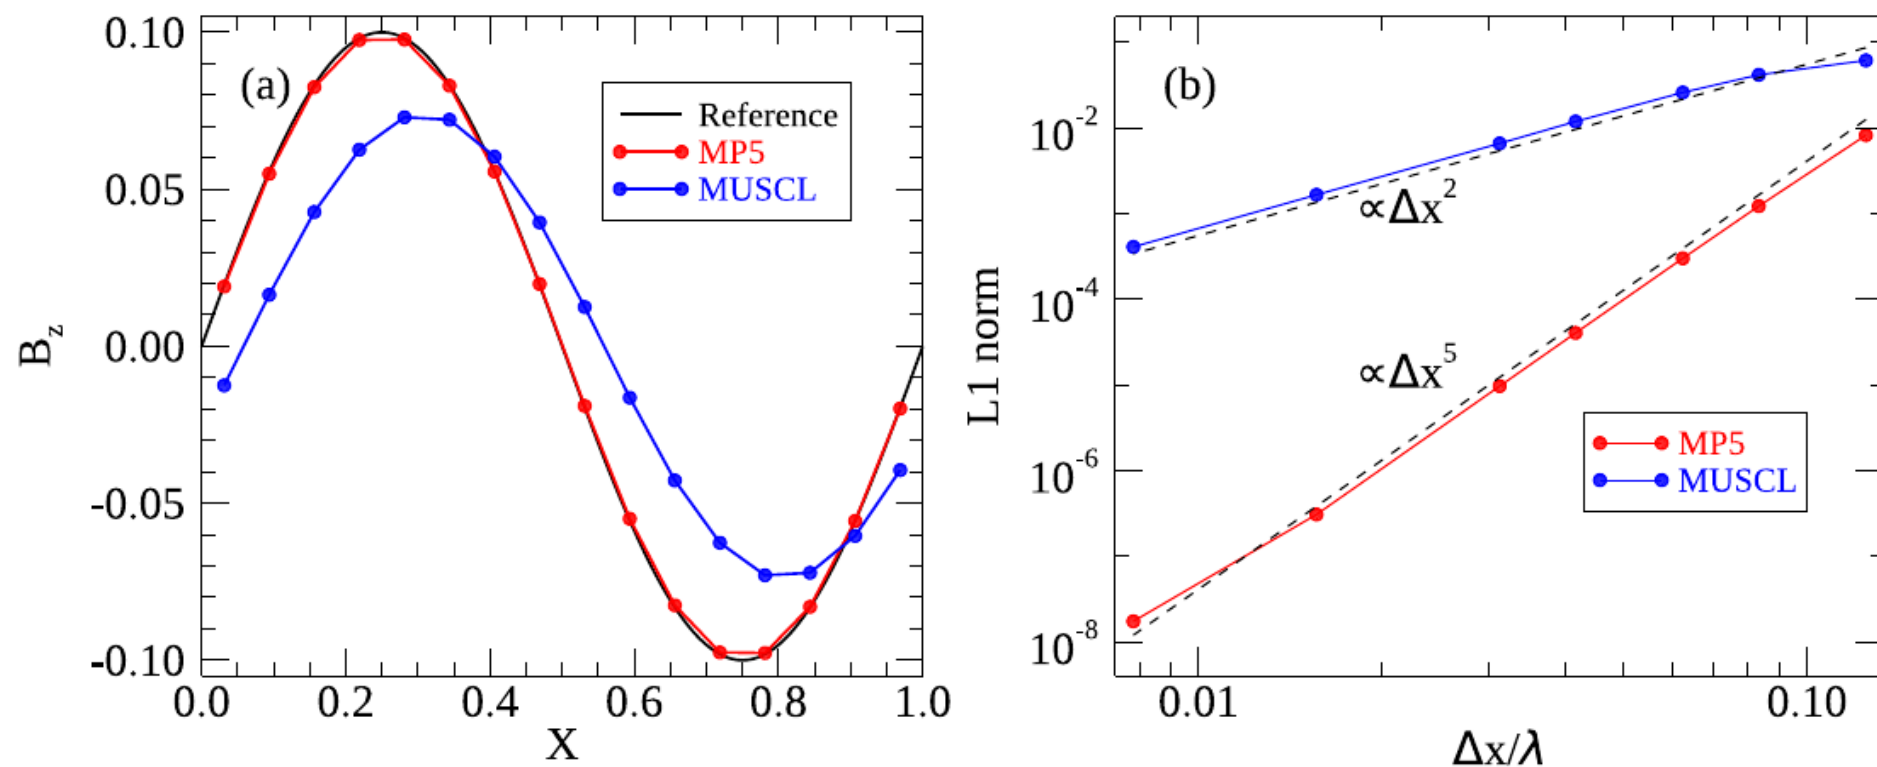 (a)
Reference
MP5
MUSCL
0.10
0.05
0.00
-0.05
-0.10
B_z
0.0 0.2 0.4 0.6 0.8 1.0
X
(b)
∝Δx^2
∝Δx^5
MP5
MUSCL
10^-2
10^-4
10^-6
10^-8
L1 norm
0.01 0.10
Δx/λ